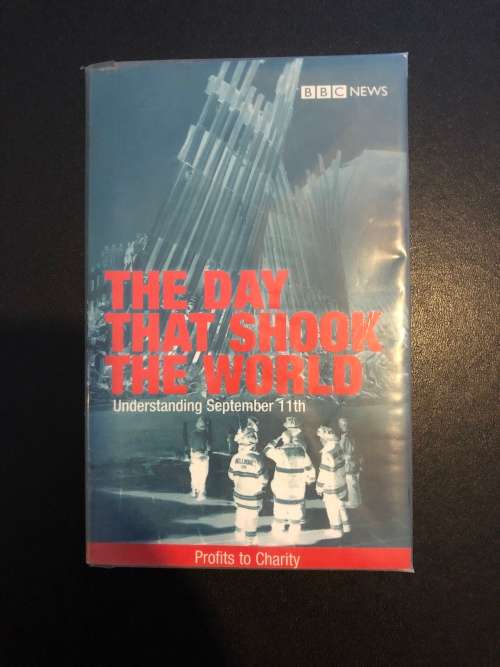 BBC NEWS
THE DAY
THAT SHOOK
THE WORLD
Understanding September 11th
Profits to Charity